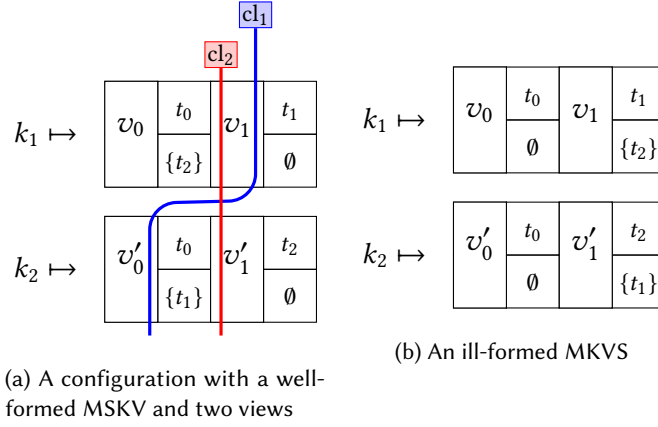 cl₁
cl₂
k₁ ↦ v₀ t₀ {t₂} v₁ t₁ ∅
k₂ ↦ v′₀ t₀ {t₁} v′₁ t₂ ∅
(a) A configuration with a well-
formed MSKV and two views
k₁ ↦ v₀ t₀ ∅ v₁ t₁ {t₂}
k₂ ↦ v′₀ t₀ ∅ v′₁ t₂ {t₁}
(b) An ill-formed MKVS